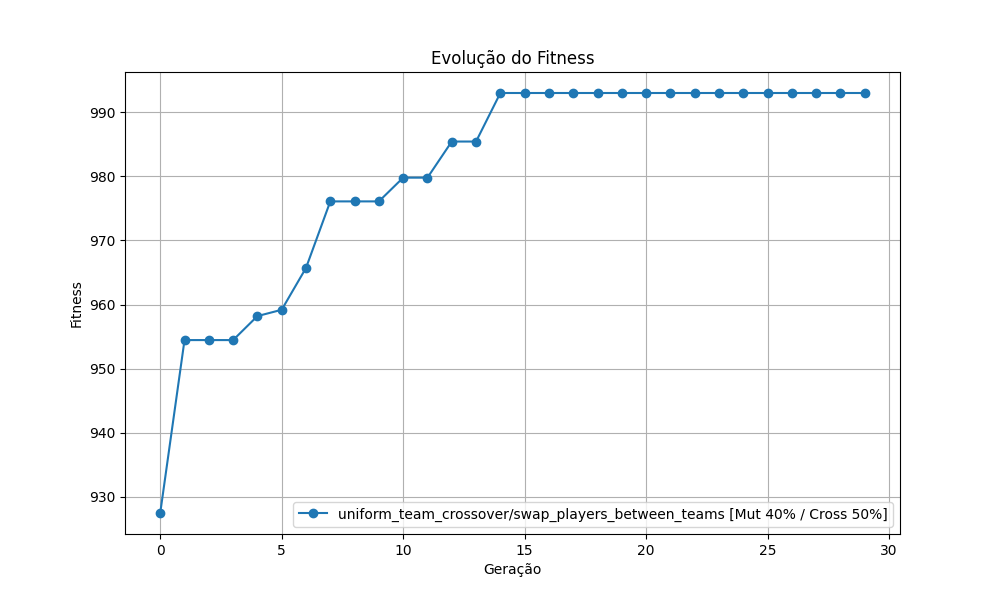 Evolução do Fitness
Fitness
990
980
970
960
950
940
930
uniform_team_crossover/swap_players_between_teams [Mut 40% / Cross 50%]
0 5 10 15 20 25 30
Geração